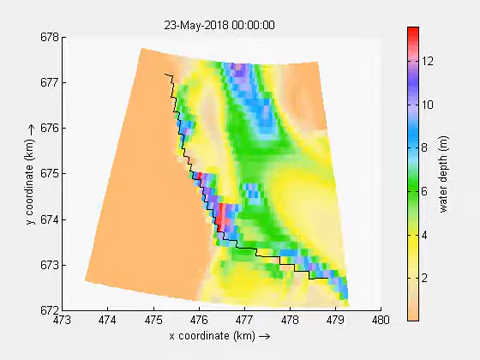 23-May-2018 00:00:00
678
677
676
675
674
673
672
y coordinate (km) →
473 474 475 476 477 478 479 480
x coordinate (km) →
12
10
8
6
4
2
water depth (m)